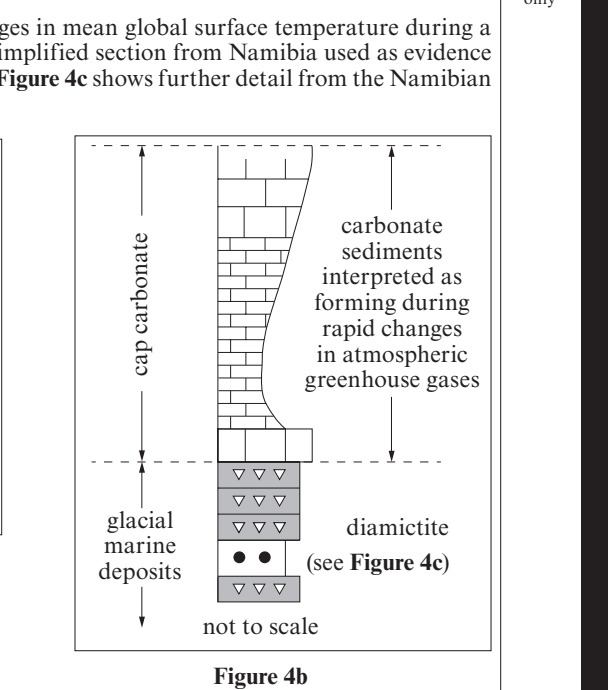 only
ges in mean global surface temperature during a
implified section from Namibia used as evidence
Figure 4c shows further detail from the Namibian
cap carbonate
carbonate
sediments
interpreted as
forming during
rapid changes
in atmospheric
greenhouse gases
glacial
marine
deposits
diamictite
(see Figure 4c)
not to scale
Figure 4b